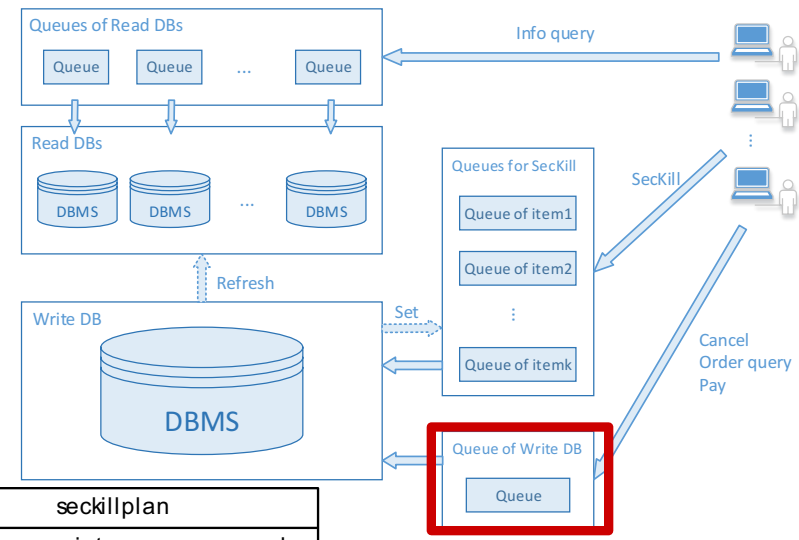 Queues of Read DBs
Queue
Queue
...
Queue
Info query
Read DBs
DBMS
DBMS
...
DBMS
Queues for SecKill
Queue of item1
Queue of item2
⋮
Queue of itemk
SecKill
⋮
Refresh
Set
Write DB
DBMS
Cancel
Order query
Pay
Queue of Write DB
Queue
seckillplan